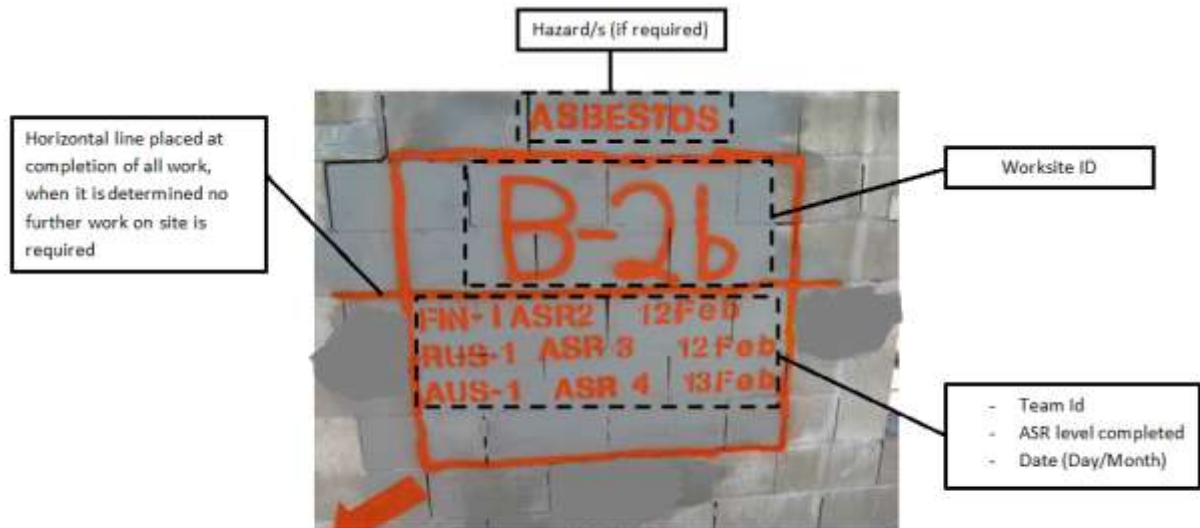 Hazard/s (if required)
ASBESTOS
Horizontal line placed at
completion of all work,
when it is determined no
further work on site is
required
B-2b
Worksite ID
FIN-1 ASR2 12Feb
RUS-1 ASR 3 12 Feb
AUS-1 ASR 4 13Feb
- Team Id
- ASR level completed
- Date (Day/Month)